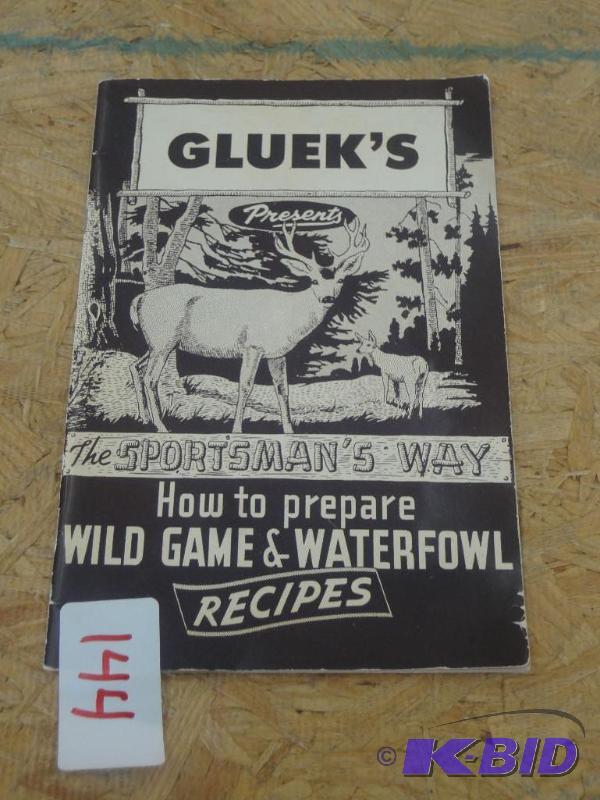 GLUEK'S
Presents
The SPORTSMAN'S WAY
How to prepare
WILD GAME & WATERFOWL
RECIPES
144
© K-BID